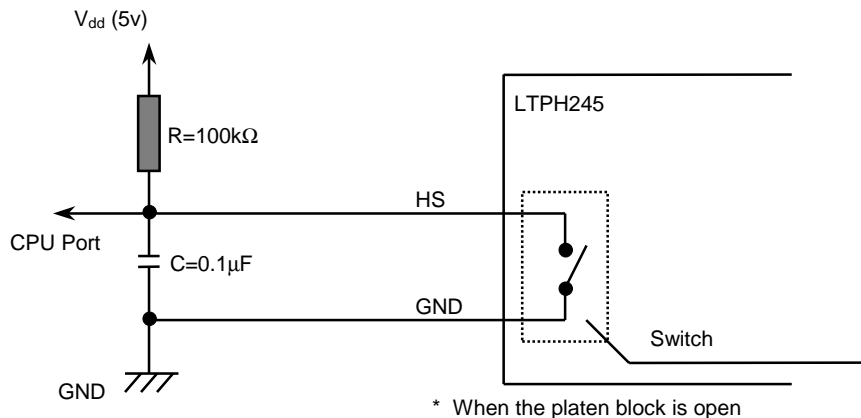 Vdd (5v)
LTPH245
R=100kΩ
HS
CPU Port
C=0.1μF
GND
Switch
GND
* When the platen block is open